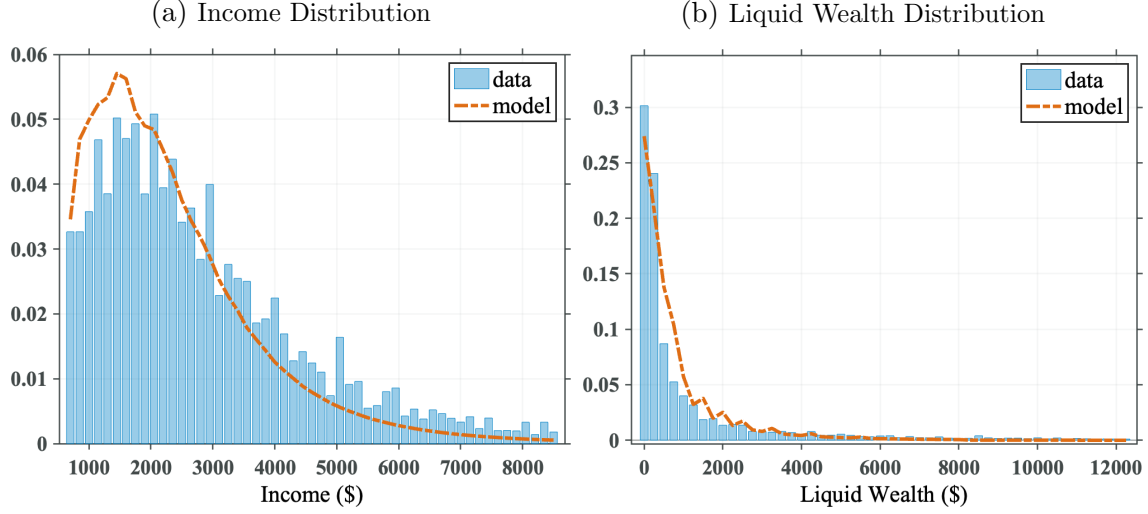 (a) Income Distribution
0.06
0.05
0.04
0.03
0.02
0.01
0
data
model
1000 2000 3000 4000 5000 6000 7000 8000
Income ($)
(b) Liquid Wealth Distribution
0.3
0.25
0.2
0.15
0.1
0.05
0
data
model
0 2000 4000 6000 8000 10000 12000
Liquid Wealth ($)